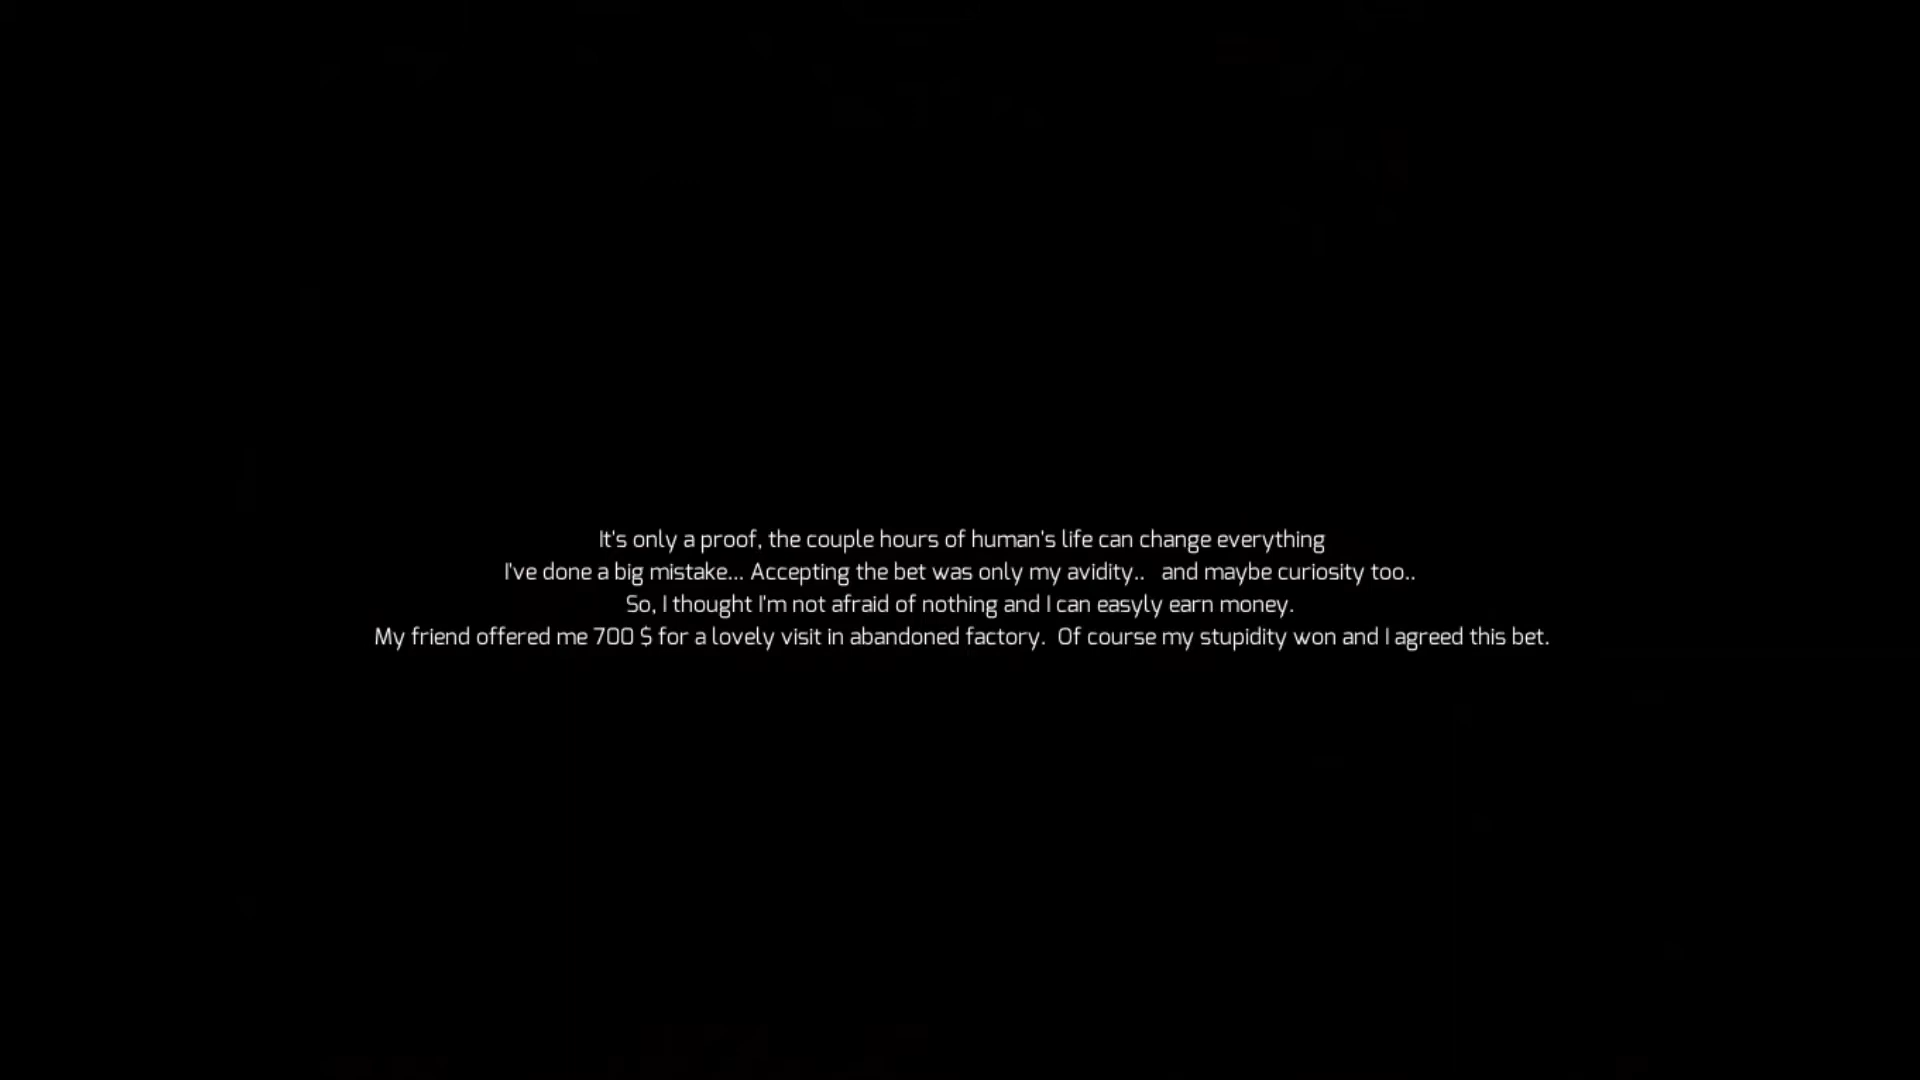 It's only a proof, the couple hours of human's life can change everything
I've done a big mistake... Accepting the bet was only my avidity..   and maybe curiosity too..
So, I thought I'm not afraid of nothing and I can easyly earn money.
My friend offered me 700 $ for a lovely visit in abandoned factory.  Of course my stupidity won and I agreed this bet.